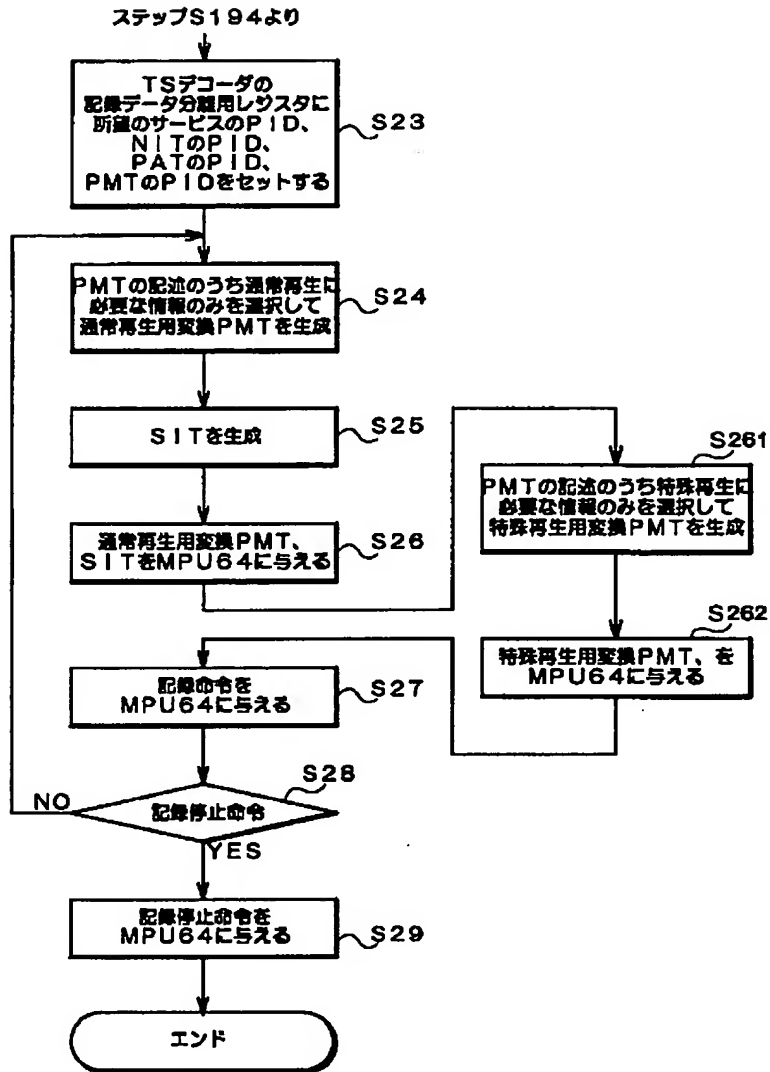 ステップS194より
TSデコーダの
記録データ分離用レジスタに
所望のサービスのPID、
NITのPID、
PATのPID、
PMTのPIDをセットする
S23
PMTの記述のうち通常再生に
必要な情報のみを選択して
通常再生用変換PMTを生成
S24
SITを生成
S25
通常再生用変換PMT、
SITをMPU64に与える
S26
S261
PMTの記述のうち特殊再生に
必要な情報のみを選択して
特殊再生用変換PMTを生成
S262
特殊再生用変換PMT、を
MPU64に与える
記録命令を
MPU64に与える
S27
S28
記録停止命令
NO
YES
記録停止命令を
MPU64に与える
S29
エンド